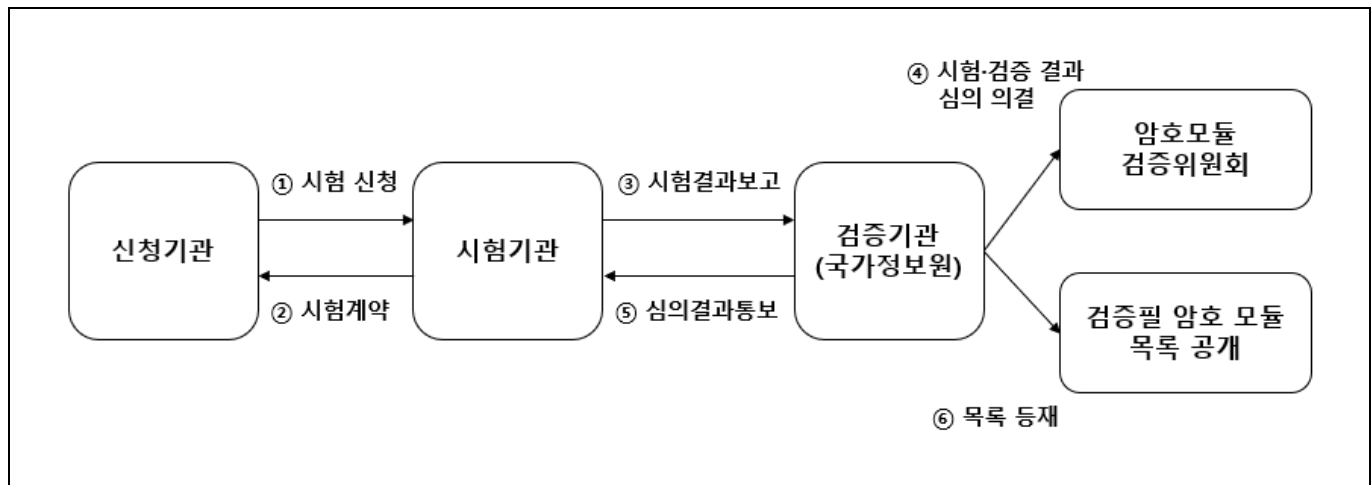 ④ 시험·검증 결과
심의 의결
암호모듈
검증위원회
① 시험 신청
③ 시험결과보고
신청기관
시험기관
검증기관
(국가정보원)
② 시험계약
⑤ 심의결과통보
검증필 암호 모듈
목록 공개
⑥ 목록 등재